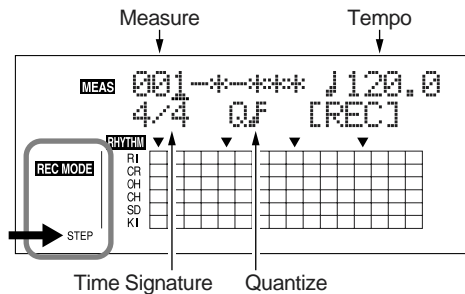 Measure Tempo
MEAS 001-*-*** ♩120.0
4/4 Q♪ [REC]
RHYTHM
RI
REC MODE CR
OH
CH
SD
STEP KI
Time Signature Quantize